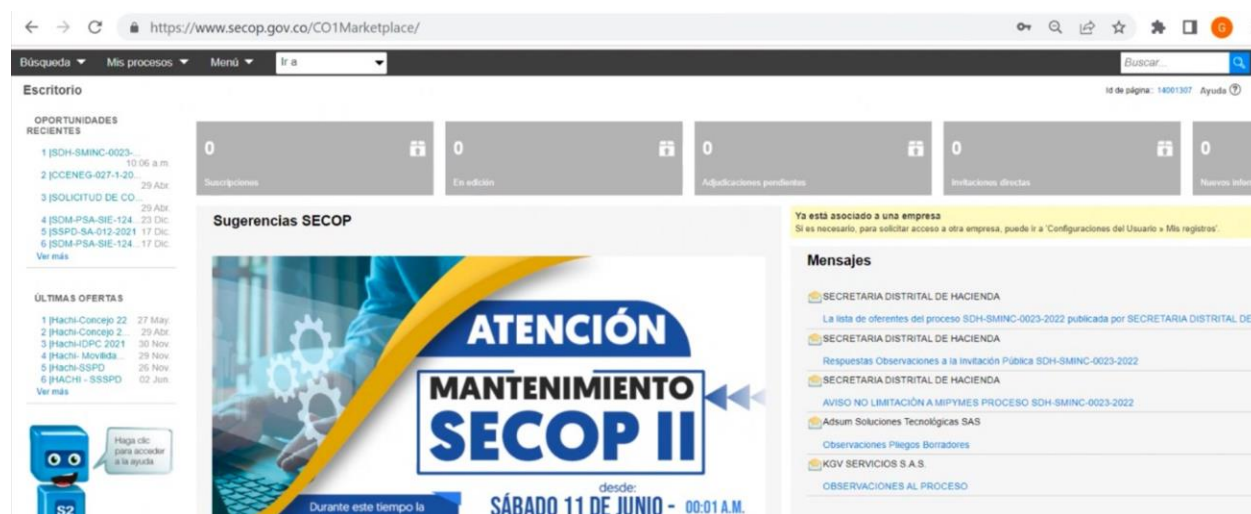 https://www.secop.gov.co/CO1Marketplace/
G
Búsqueda Mis procesos Menú Ir a Buscar...
Escritorio
Id de página:: 14001307 Ayuda
OPORTUNIDADES
RECIENTES
1 |SDH-SMINC-0023-...
10:06 a.m.
2 |CCENEG-027-1-20...
29 Abr.
3 |SOLICITUD DE CO...
29 Abr.
4 |SDM-PSA-SIE-124... 23 Dic.
5 |SSPD-SA-012-2021 17 Dic.
6 |SDM-PSA-SIE-124... 17 Dic.
Ver más
ÚLTIMAS OFERTAS
1 |Hachi-Concejo 22 27 May.
2 |Hachi-Concejo 2... 29 Abr.
3 |Hachi-IDPC 2021 30 Nov.
4 |Hachi- Movilida... 29 Nov.
5 |Hachi-SSPD 26 Nov.
6 |HACHI - SSSPD 02 Jun.
Ver más
Haga clic
para acceder
a la ayuda.
S2
0
Suscripciones
0
En edición
0
Adjudicaciones pendientes
0
Invitaciones directas
0
Nuevos
Sugerencias SECOP
ATENCIÓN
MANTENIMIENTO
SECOP II
desde:
Durante este tiempo la
SÁBADO 11 DE JUNIO - 00:01 A.M.
Ya está asociado a una empresa
Si es necesario, para solicitar acceso a otra empresa, puede ir a 'Configuraciones del Usuario » Mis registros'.
Mensajes
SECRETARIA DISTRITAL DE HACIENDA
La lista de oferentes del proceso SDH-SMINC-0023-2022 publicada por SECRETARIA DISTRITAL DE
SECRETARIA DISTRITAL DE HACIENDA
Respuestas Observaciones a la Invitación Pública SDH-SMINC-0023-2022
SECRETARIA DISTRITAL DE HACIENDA
AVISO NO LIMITACIÓN A MIPYMES PROCESO SDH-SMINC-0023-2022
Adsum Soluciones Tecnológicas SAS
Observaciones Pliegos Borradores
KGV SERVICIOS S.A.S.
OBSERVACIONES AL PROCESO